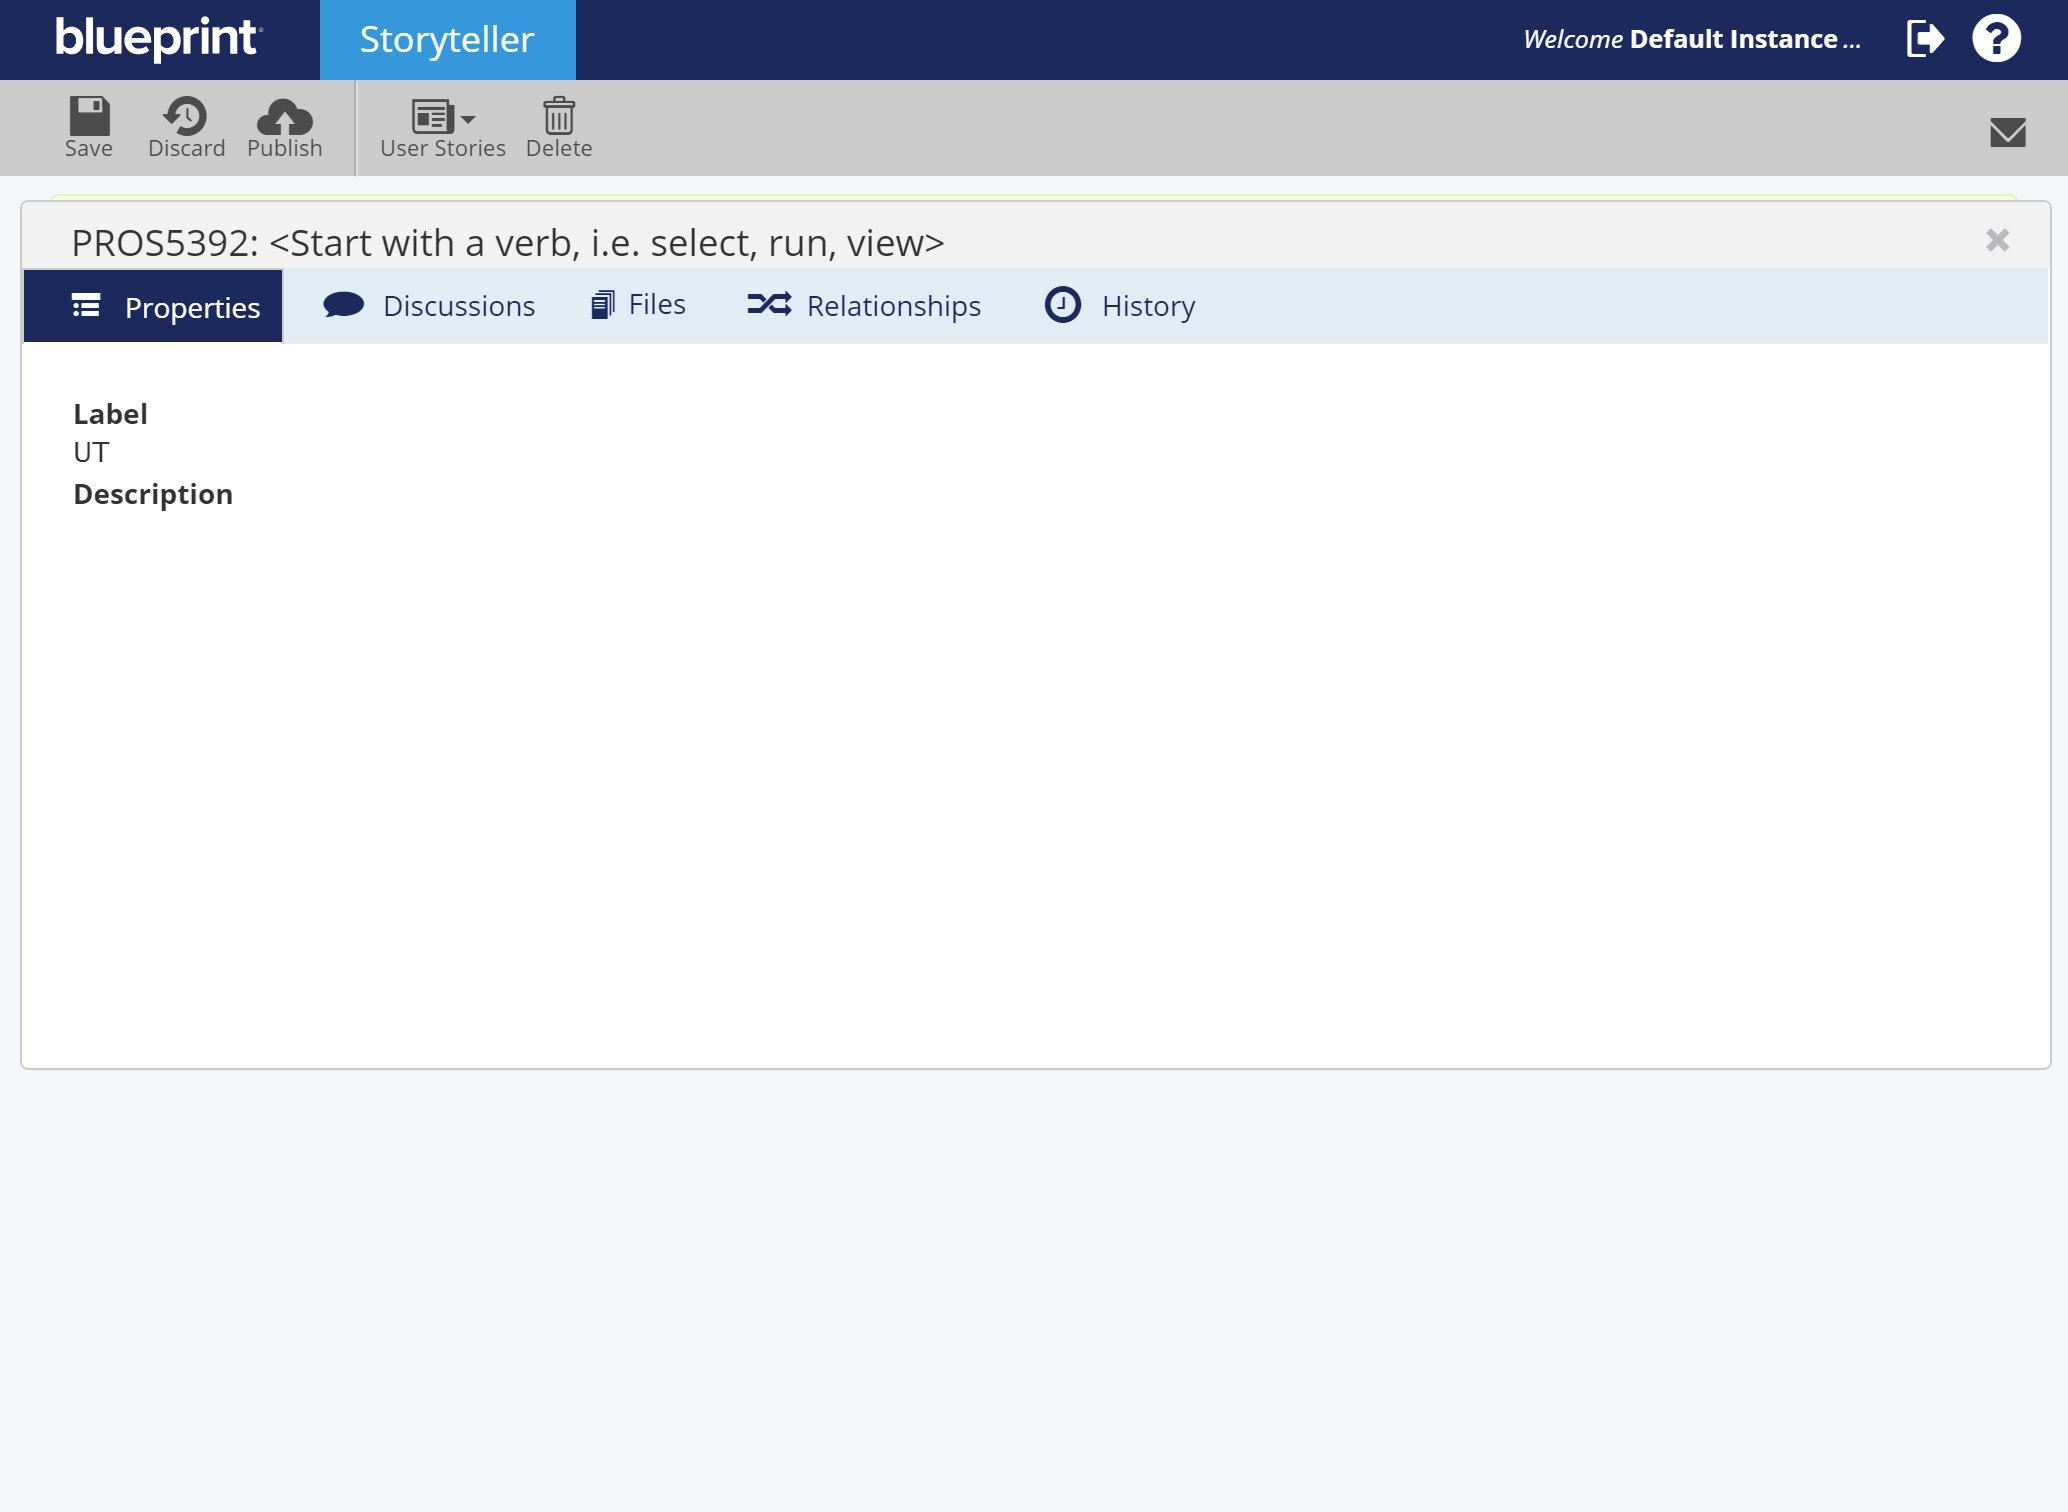 blueprint
Storyteller
Welcome Default Instance ...
Save
Discard
Publish
User Stories
Delete
PROS5392: <Start with a verb, i.e. select, run, view>
Properties
Discussions
Files
Relationships
History
Label
UT
Description